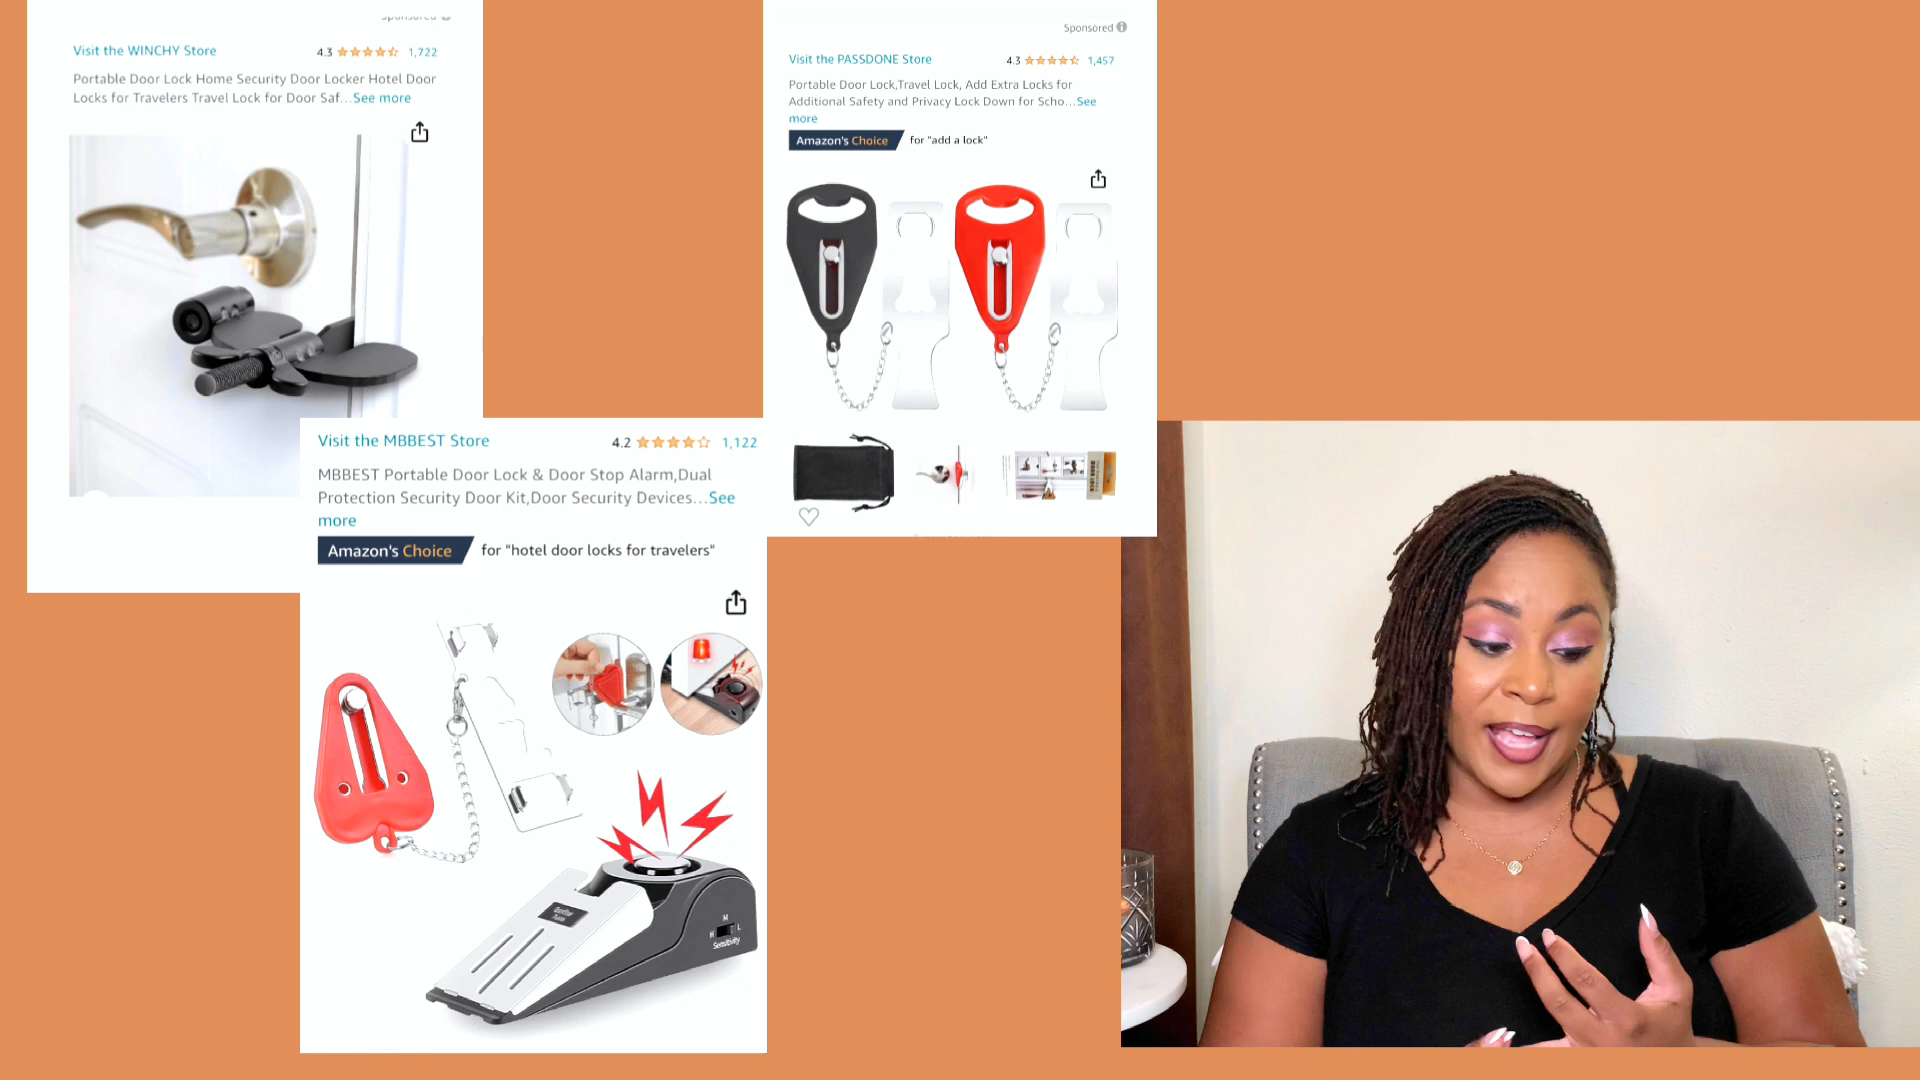 Sponsored
Visit the WINCHY Store
4.3 1,722
Portable Door Lock Home Security Door Locker Hotel Door
Locks for Travelers Travel Lock for Door Saf...See more
Sponsored
Visit the PASSDONE Store
4.3 1,457
Portable Door Lock,Travel Lock, Add Extra Locks for
Additional Safety and Privacy Lock Down for Scho...See
more
Amazon's Choice for "add a lock"
Visit the MBBEST Store
4.2 1,122
MBBEST Portable Door Lock & Door Stop Alarm,Dual
Protection Security Door Kit,Door Security Devices...See
more
Amazon's Choice for "hotel door locks for travelers"
M
H L
Sensitivity